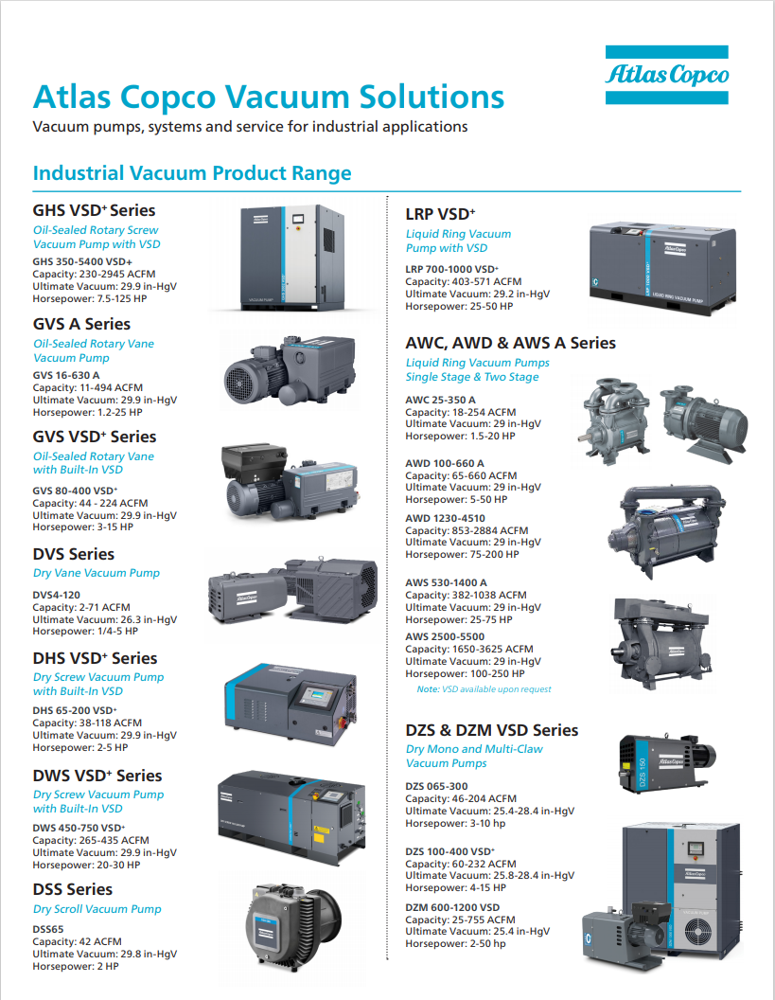 Atlas Copco
Atlas Copco Vacuum Solutions
Vacuum pumps, systems and service for industrial applications
Industrial Vacuum Product Range
GHS VSD+ Series
Oil-Sealed Rotary Screw
Vacuum Pump with VSD
GHS 350-5400 VSD+
Capacity: 230-2945 ACFM
Ultimate Vacuum: 29.9 in-HgV
Horsepower: 7.5-125 HP
GVS A Series
Oil-Sealed Rotary Vane
Vacuum Pump
GVS 16-630 A
Capacity: 11-494 ACFM
Ultimate Vacuum: 29.9 in-HgV
Horsepower: 1.2-25 HP
GVS VSD+ Series
Oil-Sealed Rotary Vane
with Built-In VSD
GVS 80-400 VSD+
Capacity: 44 - 224 ACFM
Ultimate Vacuum: 29.9 in-HgV
Horsepower: 3-15 HP
DVS Series
Dry Vane Vacuum Pump
DVS4-120
Capacity: 2-71 ACFM
Ultimate Vacuum: 26.3 in-HgV
Horsepower: 1/4-5 HP
DHS VSD+ Series
Dry Screw Vacuum Pump
with Built-In VSD
DHS 65-200 VSD+
Capacity: 38-118 ACFM
Ultimate Vacuum: 29.9 in-HgV
Horsepower: 2-5 HP
DWS VSD+ Series
Dry Screw Vacuum Pump
with Built-In VSD
DWS 450-750 VSD+
Capacity: 265-435 ACFM
Ultimate Vacuum: 29.9 in-HgV
Horsepower: 20-30 HP
DSS Series
Dry Scroll Vacuum Pump
DSS65
Capacity: 42 ACFM
Ultimate Vacuum: 29.8 in-HgV
Horsepower: 2 HP
LRP VSD+
Liquid Ring Vacuum
Pump with VSD
LRP 700-1000 VSD+
Capacity: 403-571 ACFM
Ultimate Vacuum: 29.2 in-HgV
Horsepower: 25-50 HP
Atlas Copco
LRP 1000 VSD+
LIQUID RING VACUUM PUMP
AWC, AWD & AWS A Series
Liquid Ring Vacuum Pumps
Single Stage & Two Stage
AWC 25-350 A
Capacity: 18-254 ACFM
Ultimate Vacuum: 29 in-HgV
Horsepower: 1.5-20 HP
AWD 100-660 A
Capacity: 65-660 ACFM
Ultimate Vacuum: 29 in-HgV
Horsepower: 5-50 HP
AWD 1230-4510
Capacity: 853-2884 ACFM
Ultimate Vacuum: 29 in-HgV
Horsepower: 75-200 HP
AWS 530-1400 A
Capacity: 382-1038 ACFM
Ultimate Vacuum: 29 in-HgV
Horsepower: 25-75 HP
AWS 2500-5500
Capacity: 1650-3625 ACFM
Ultimate Vacuum: 29 in-HgV
Horsepower: 100-250 HP
Note: VSD available upon request
DZS & DZM VSD Series
Dry Mono and Multi-Claw
Vacuum Pumps
DZS 065-300
Capacity: 46-204 ACFM
Ultimate Vacuum: 25.4-28.4 in-HgV
Horsepower: 3-10 hp
Atlas Copco
DZS 150
DZS 100-400 VSD+
Capacity: 60-232 ACFM
Ultimate Vacuum: 25.8-28.4 in-HgV
Horsepower: 4-15 HP
DZM 600-1200 VSD
Capacity: 25-755 ACFM
Ultimate Vacuum: 25.4 in-HgV
Horsepower: 2-50 hp
VACUUM PUMP